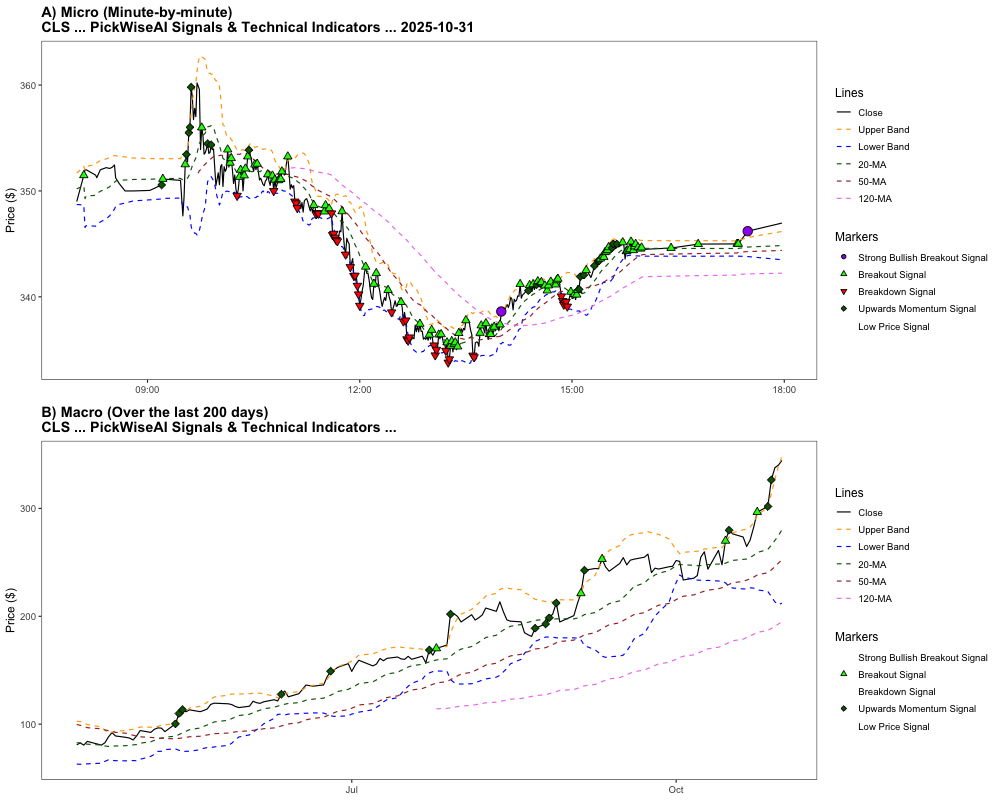 A) Micro (Minute-by-minute)
CLS ... PickWiseAI Signals & Technical Indicators ... 2025-10-31
Price ($)
360
350
340
09:00
12:00
15:00
18:00
Lines
Close
Upper Band
Lower Band
20-MA
50-MA
120-MA
Markers
Strong Bullish Breakout Signal
Breakout Signal
Breakdown Signal
Upwards Momentum Signal
Low Price Signal
B) Macro (Over the last 200 days)
CLS ... PickWiseAI Signals & Technical Indicators ...
Price ($)
300
200
100
Jul
Oct
Lines
Close
Upper Band
Lower Band
20-MA
50-MA
120-MA
Markers
Strong Bullish Breakout Signal
Breakout Signal
Breakdown Signal
Upwards Momentum Signal
Low Price Signal